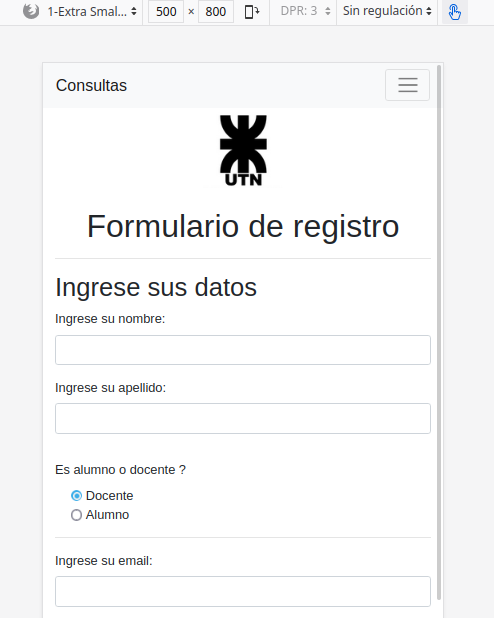 1-Extra Smal... 500 × 800 DPR: 3 Sin regulación
Consultas
UTN
Formulario de registro
Ingrese sus datos
Ingrese su nombre:
Ingrese su apellido:
Es alumno o docente ?
Docente
Alumno
Ingrese su email: